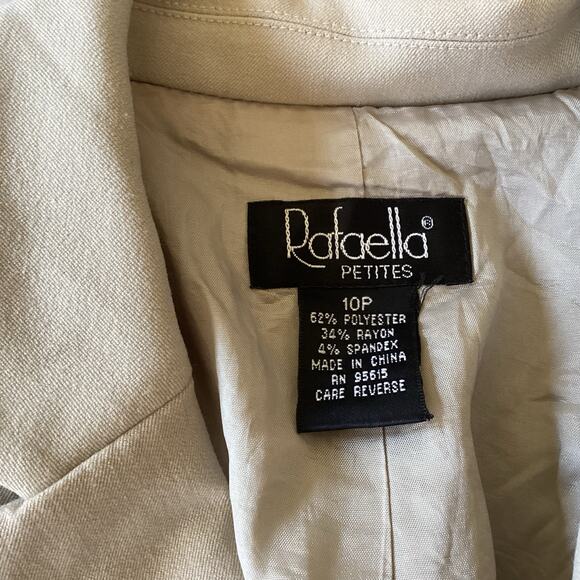 Rafaella®
PETITES
10P
62% POLYESTER
34% RAYON
4% SPANDEX
MADE IN CHINA
RN 95615
CARE REVERSE